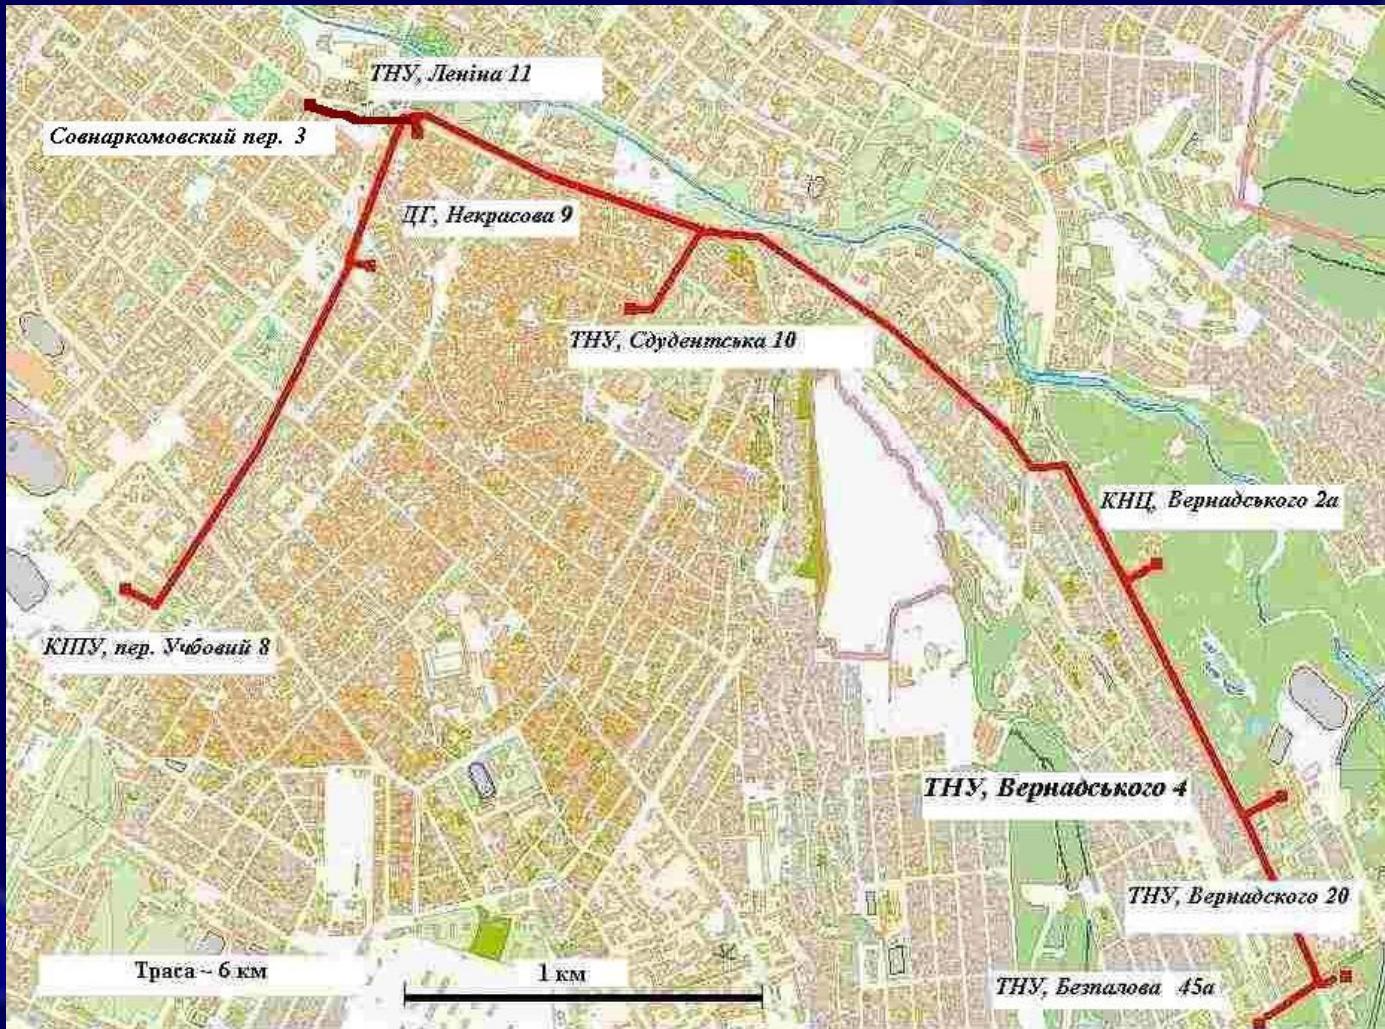 ТНУ, Леніна 11
Совнаркомовский пер. 3
ДГ, Некрасова 9
ТНУ, Сдудентська 10
КНЦ, Вернадського 2а
КІПУ, пер. Учбовий 8
ТНУ, Вернадського 4
ТНУ, Вернадского 20
Траса ~ 6 км
1 км
ТНУ, Безпалова 45а